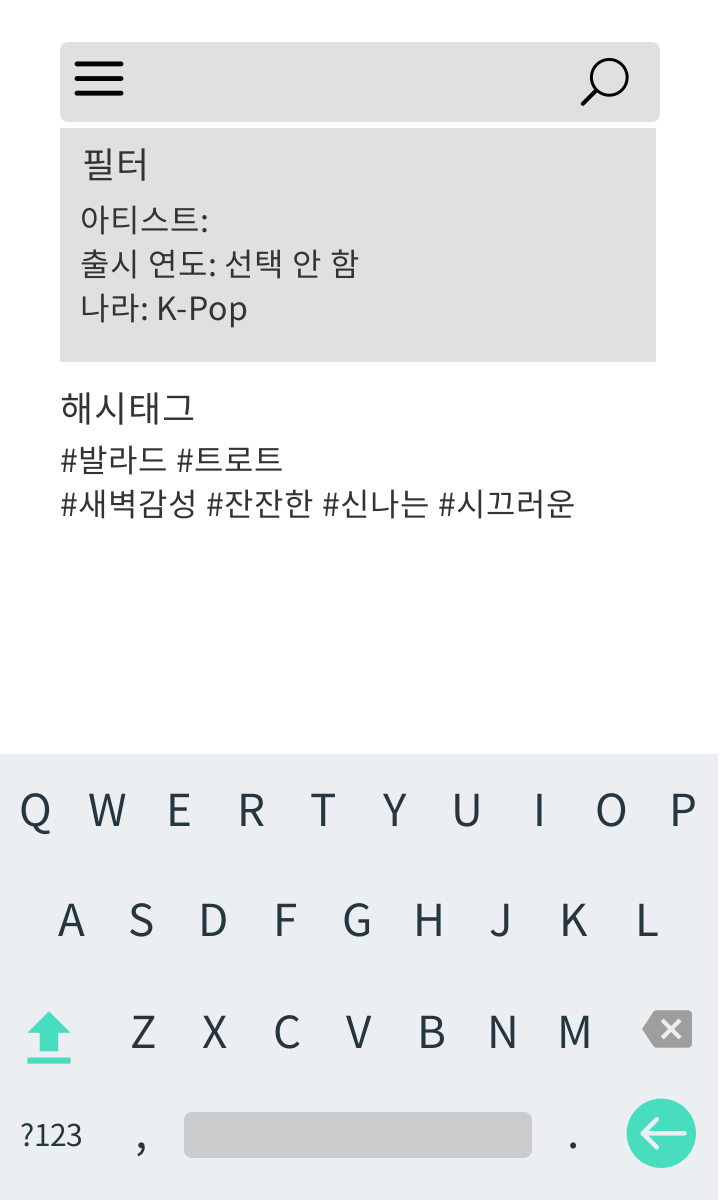 필터
아티스트:
출시 연도: 선택 안 함
나라: K-Pop
해시태그
#발라드 #트로트
#새벽감성 #잔잔한 #신나는 #시끄러운
Q W E R T Y U I O P
A S D F G H J K L
Z X C V B N M
?123 , .